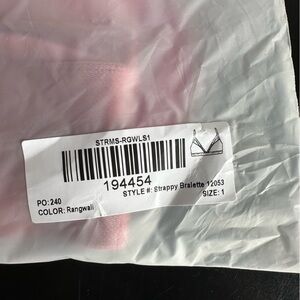 STRMS-RGWLS1
194454
STYLE #: Strappy Bralette 12053
PO:240
SIZE: 1
COLOR: Rangwali